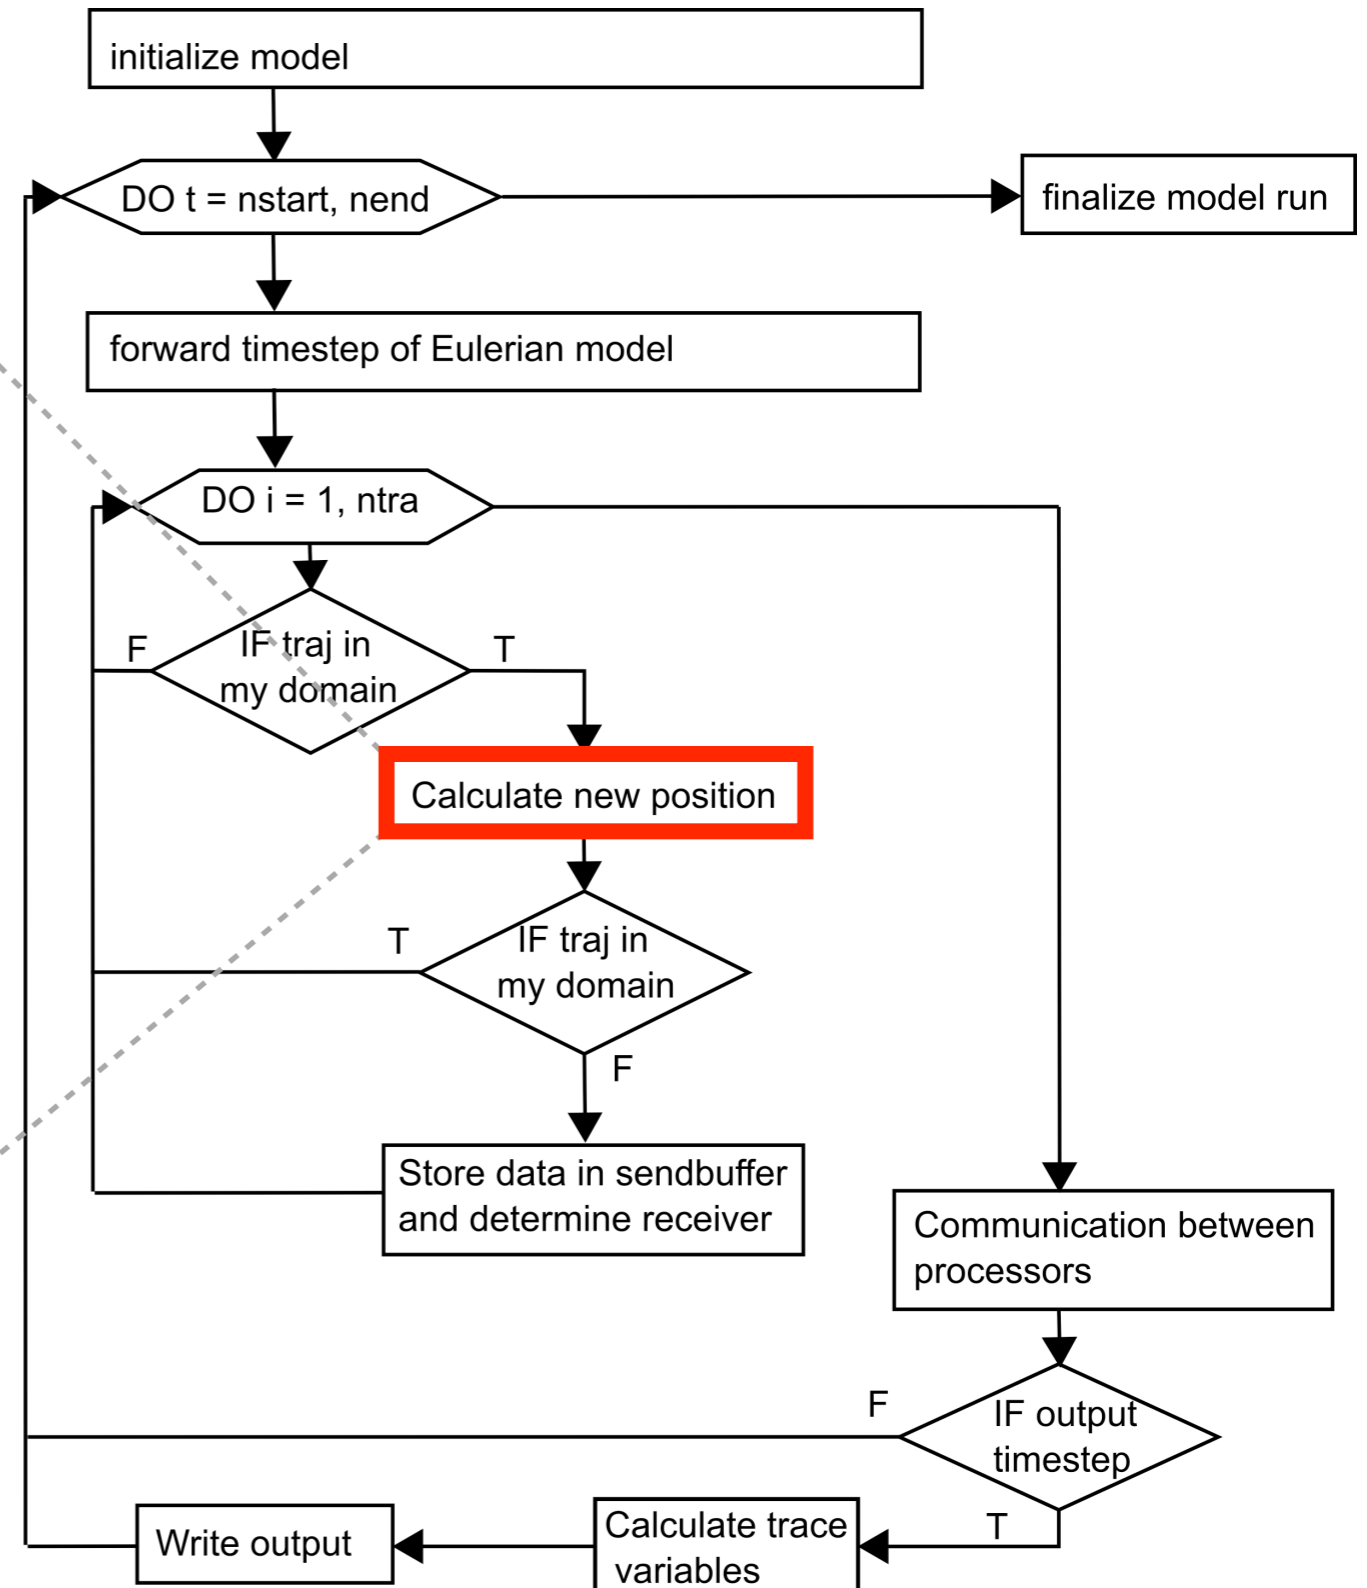 initialize model
DO t = nstart, nend
finalize model run
forward timestep of Eulerian model
DO i = 1, ntra
F
IF traj in
my domain
T
Calculate new position
T
IF traj in
my domain
F
Store data in sendbuffer
and determine receiver
Communication between
processors
F
IF output
timestep
T
Calculate trace
variables
Write output